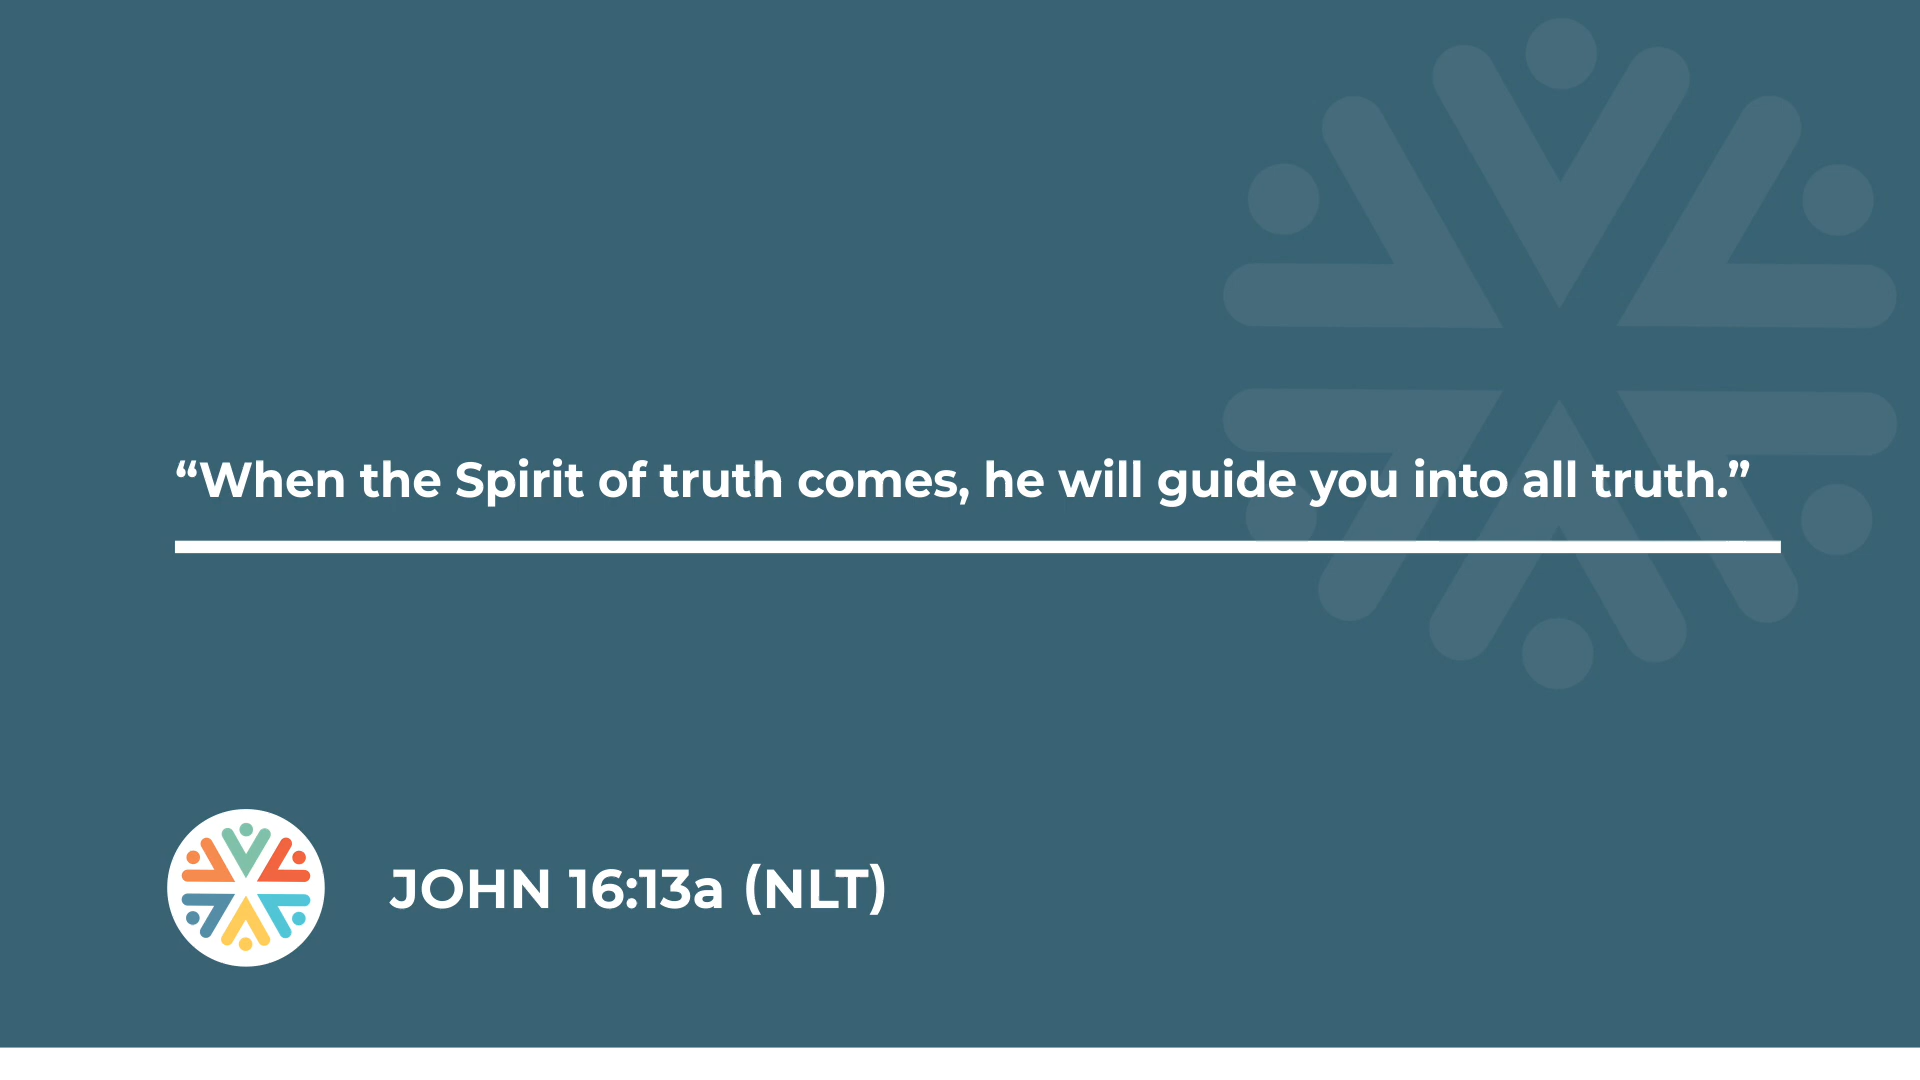 “When the Spirit of truth comes, he will guide you into all truth.”
JOHN 16:13a (NLT)